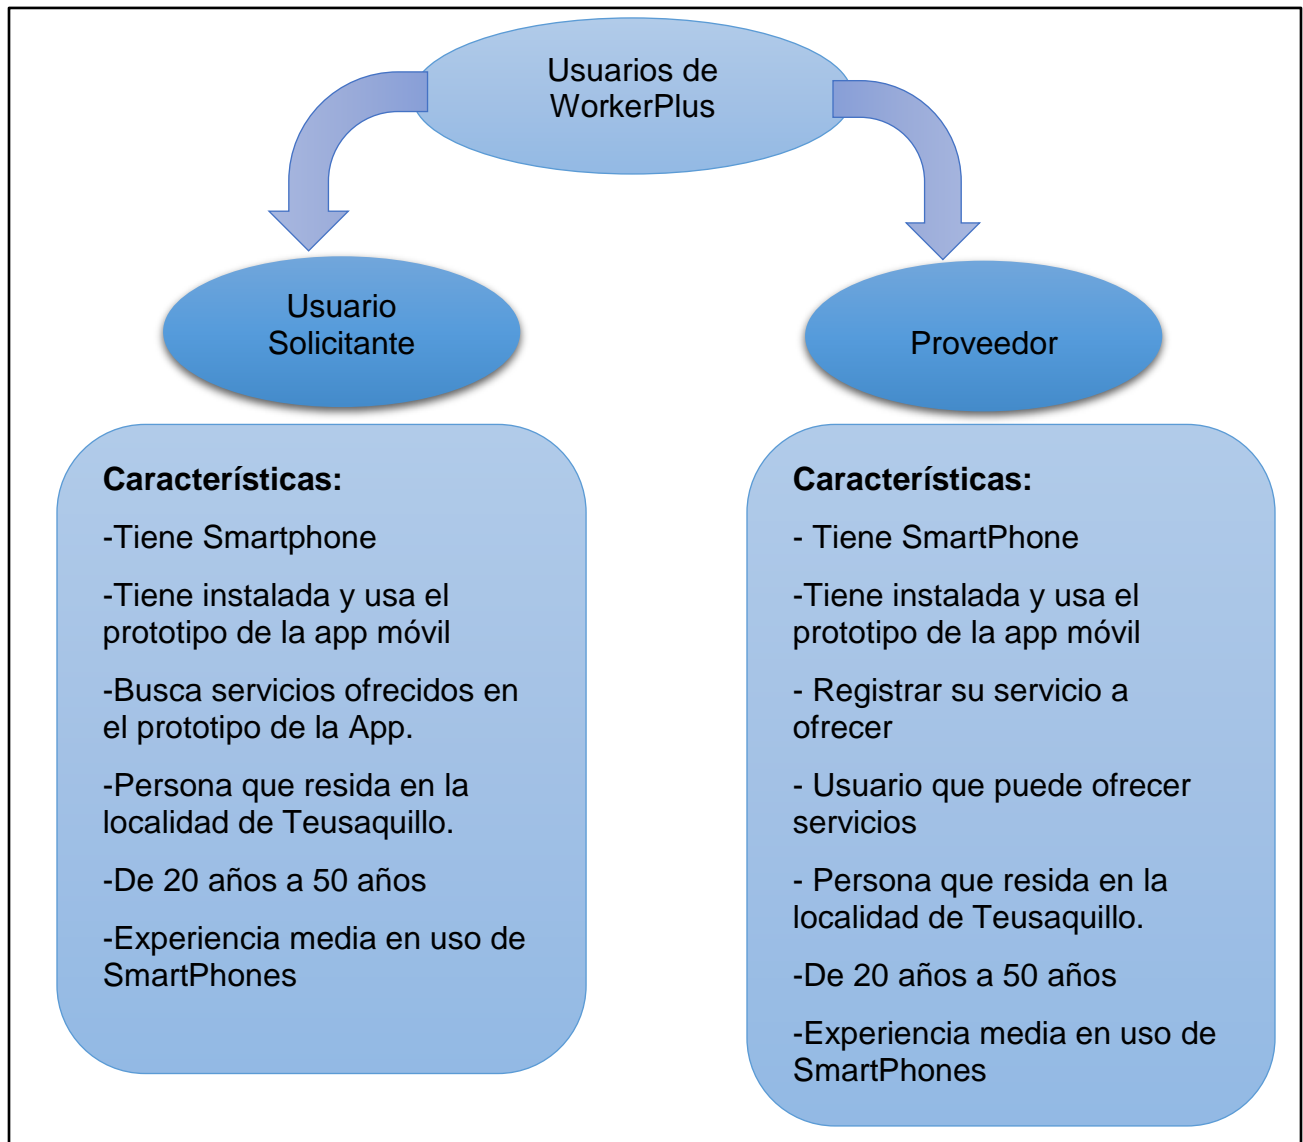 Usuarios de
WorkerPlus
Usuario
Solicitante
Proveedor
Características:
-Tiene Smartphone
-Tiene instalada y usa el
prototipo de la app móvil
-Busca servicios ofrecidos en
el prototipo de la App.
-Persona que resida en la
localidad de Teusaquillo.
-De 20 años a 50 años
-Experiencia media en uso de
SmartPhones
Características:
- Tiene SmartPhone
-Tiene instalada y usa el
prototipo de la app móvil
- Registrar su servicio a
ofrecer
- Usuario que puede ofrecer
servicios
- Persona que resida en la
localidad de Teusaquillo.
-De 20 años a 50 años
-Experiencia media en uso de
SmartPhones